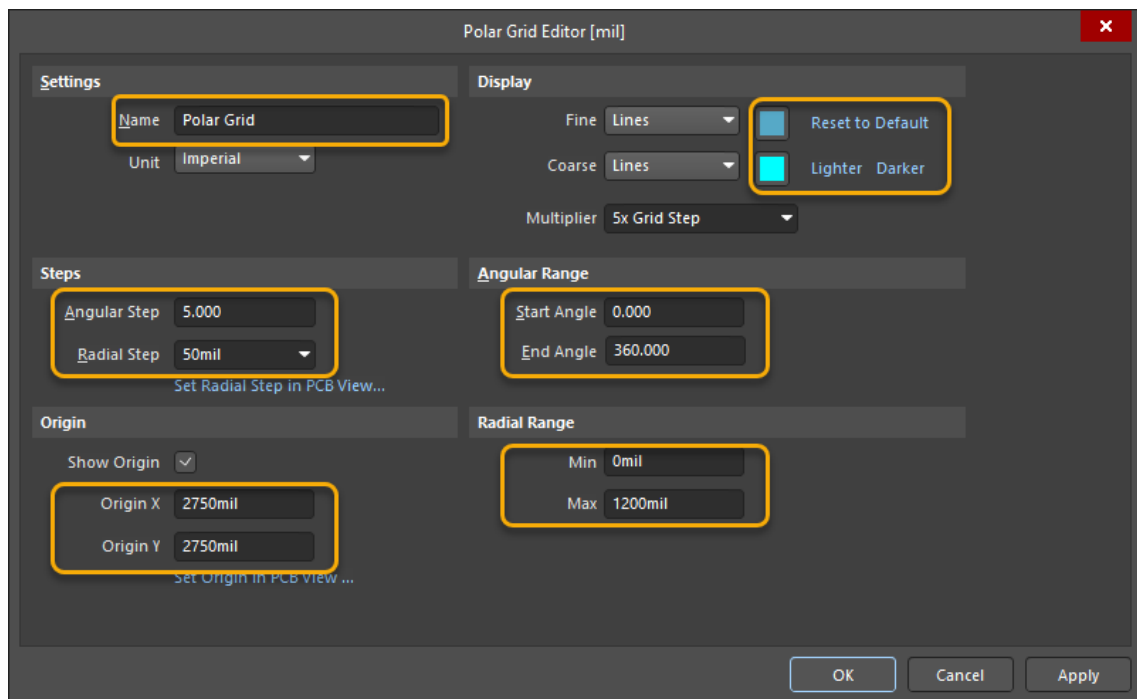 Polar Grid Editor [mil]
Settings
Name Polar Grid
Unit Imperial
Display
Fine Lines Reset to Default
Coarse Lines Lighter Darker
Multiplier 5x Grid Step
Steps
Angular Step 5.000
Radial Step 50mil
Set Radial Step in PCB View...
Angular Range
Start Angle 0.000
End Angle 360.000
Origin
Show Origin
Origin X 2750mil
Origin Y 2750mil
Set Origin in PCB View ...
Radial Range
Min 0mil
Max 1200mil
OK Cancel Apply